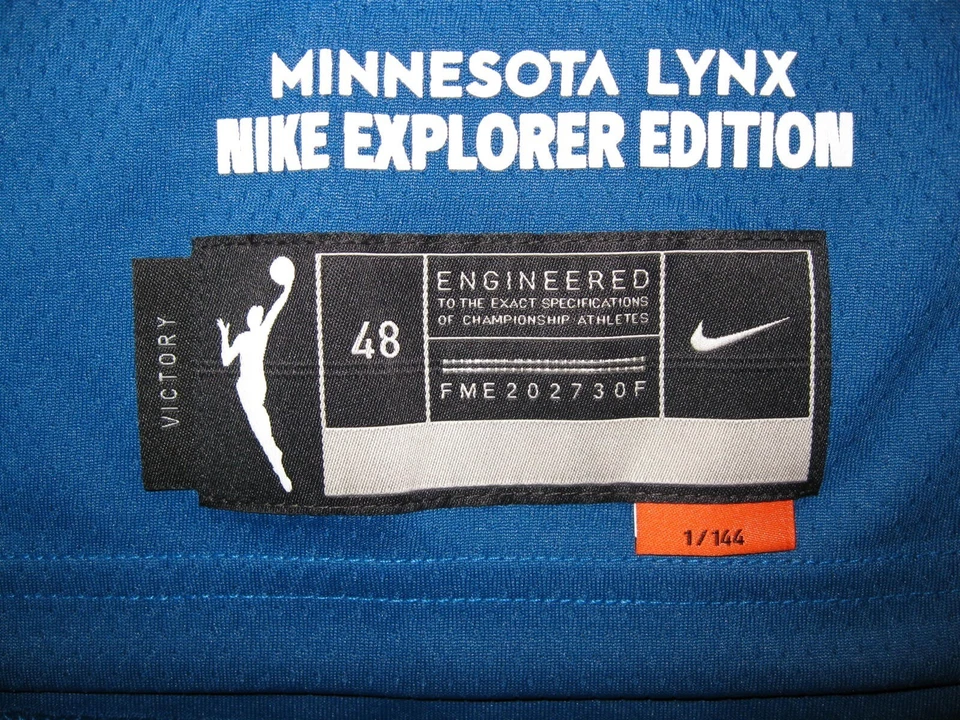 MINNESOTA LYNX
NIKE EXPLORER EDITION
VICTORY
48
ENGINEERED
TO THE EXACT SPECIFICATIONS
OF CHAMPIONSHIP ATHLETES
FME202730F
1/144